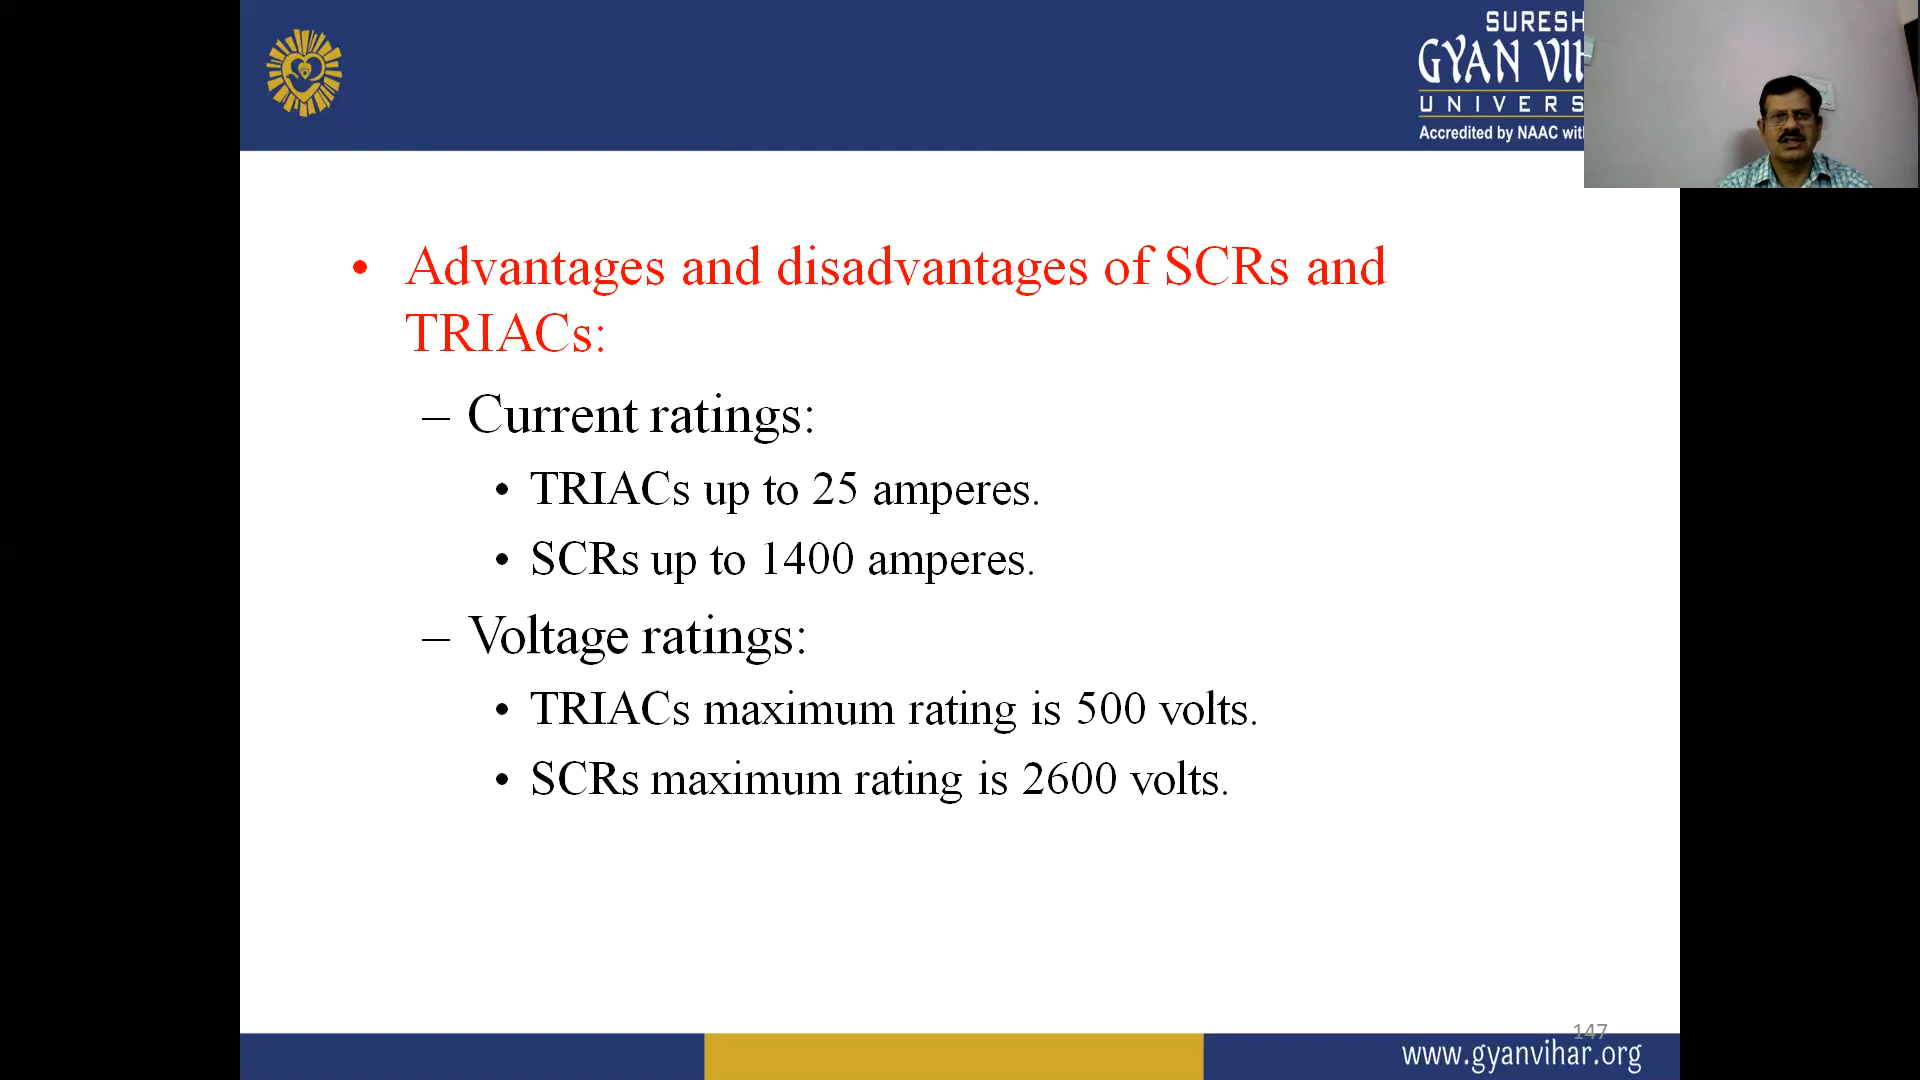 SURESH
GYAN
UNIVERS
Accredited by NAAC
• Advantages and disadvantages of SCRs and
TRIACs:
– Current ratings:
• TRIACs up to 25 amperes.
• SCRs up to 1400 amperes.
– Voltage ratings:
• TRIACs maximum rating is 500 volts.
• SCRs maximum rating is 2600 volts.
147
www.gyanvihar.org